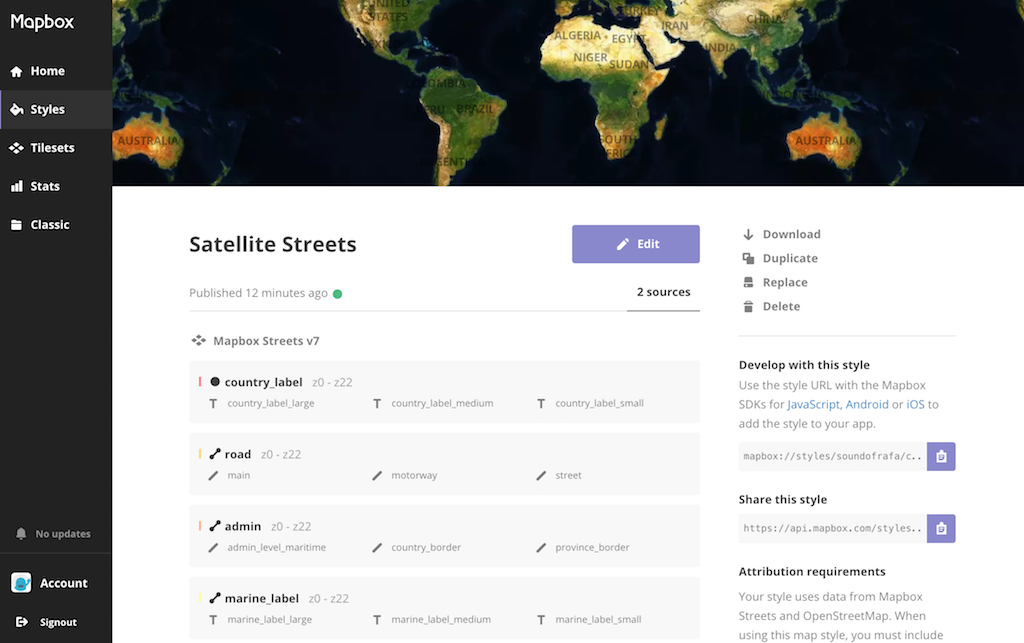 Mapbox
Home
Styles
Tilesets
Stats
Classic
No updates
Account
Signout
UNITED
STATES
ALGERIA
EGYPT
IRAN
CHINA
NIGER
SUDAN
INDIA
BRAZIL
AUSTRALIA
SOUTH
AUSTRALIA
Satellite Streets
Edit
Published 12 minutes ago
2 sources
Mapbox Streets v7
country_label z0 - z22
country_label_large country_label_medium country_label_small
road z0 - z22
main motorway street
admin z0 - z22
admin_level_maritime country_border province_border
marine_label z0 - z22
marine_label_large marine_label_medium marine_label_small
Download
Duplicate
Replace
Delete
Develop with this style
Use the style URL with the Mapbox
SDKs for JavaScript, Android or iOS to
add the style to your app.
mapbox://styles/soundofrafa/c..
Share this style
https://api.mapbox.com/styles..
Attribution requirements
Your style uses data from Mapbox
Streets and OpenStreetMap. When
using this map style, you must include